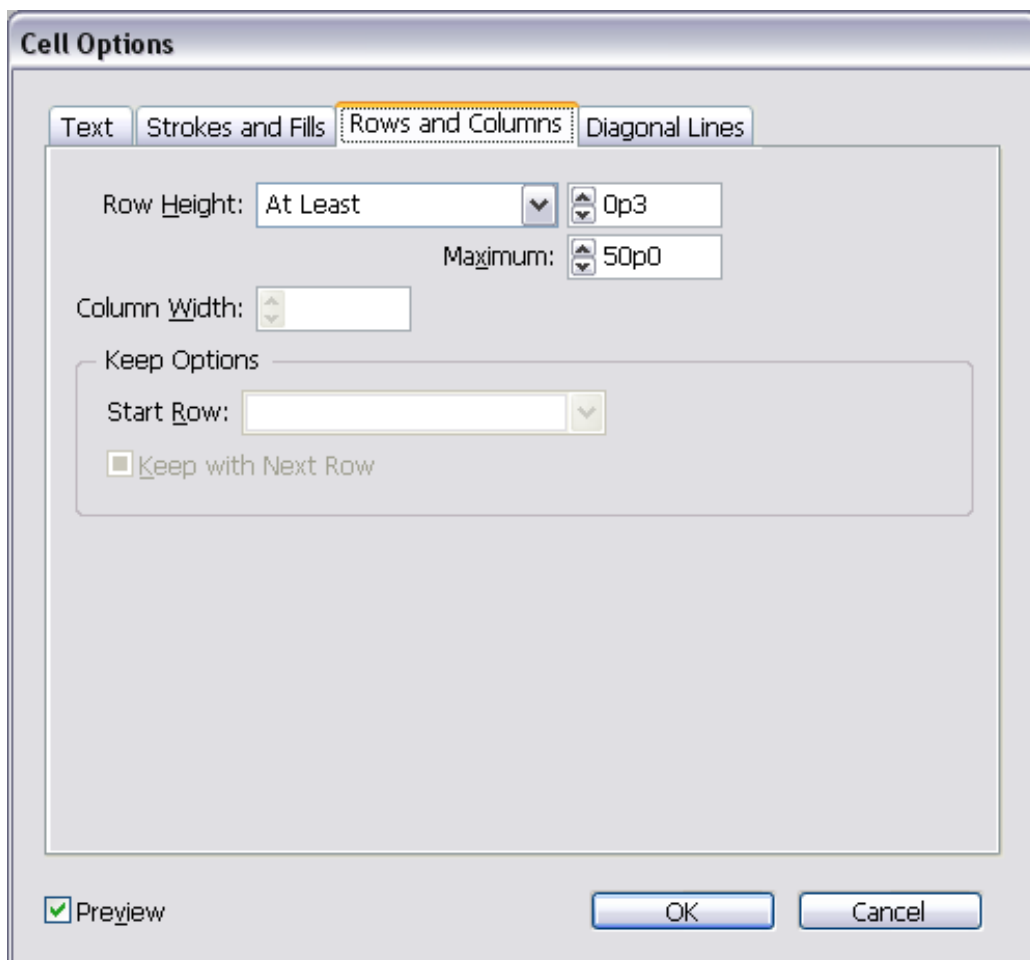 Cell Options
Text Strokes and Fills Rows and Columns Diagonal Lines
Row Height: At Least 0p3
Maximum: 50p0
Column Width:
Keep Options
Start Row:
Keep with Next Row
Preview OK Cancel